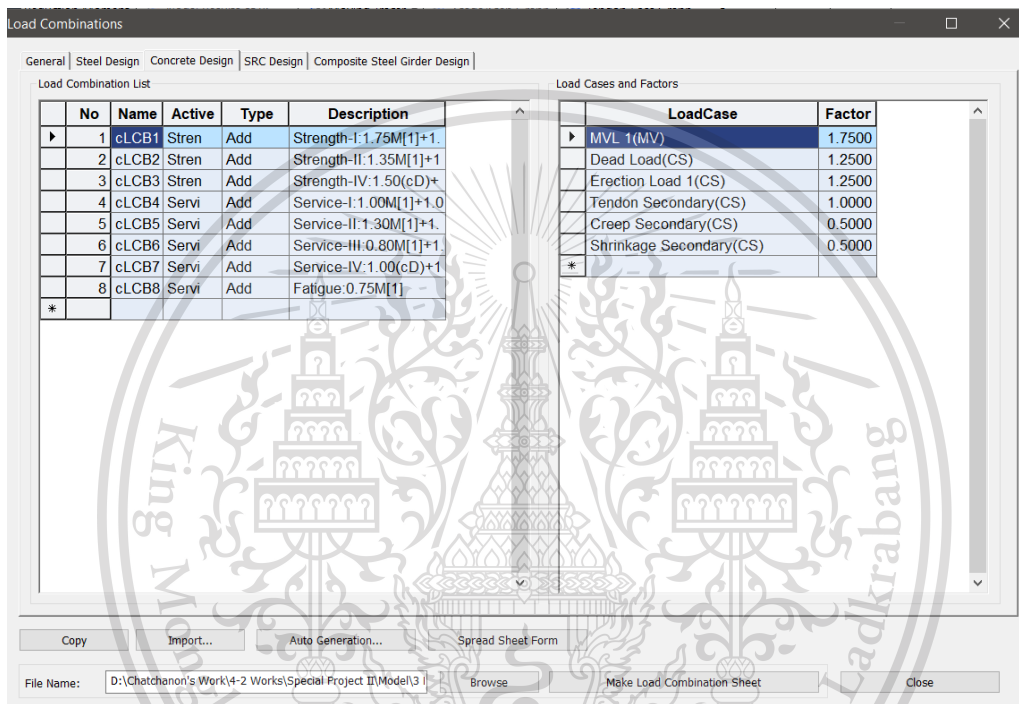 Load Combinations
General Steel Design Concrete Design SRC Design Composite Steel Girder Design
Load Combination List
No Name Active Type Description
1 cLCB1 Stren Add Strength-I:1.75M[1]+1.
2 cLCB2 Stren Add Strength-II:1.35M[1]+1
3 cLCB3 Stren Add Strength-IV:1.50(cD)+
4 cLCB4 Servi Add Service-I:1.00M[1]+1.0
5 cLCB5 Servi Add Service-II:1.30M[1]+1.
6 cLCB6 Servi Add Service-III:0.80M[1]+1.
7 cLCB7 Servi Add Service-IV:1.00(cD)+1
8 cLCB8 Servi Add Fatigue:0.75M[1]
*
Load Cases and Factors
LoadCase Factor
MVL 1(MV) 1.7500
Dead Load(CS) 1.2500
Erection Load 1(CS) 1.2500
Tendon Secondary(CS) 1.0000
Creep Secondary(CS) 0.5000
Shrinkage Secondary(CS) 0.5000
*
Copy Import... Auto Generation... Spread Sheet Form
File Name: D:\Chatchanon's Work\4-2 Works\Special Project II\Model\3 Browse Make Load Combination Sheet Close
King Mong Ladkrabang